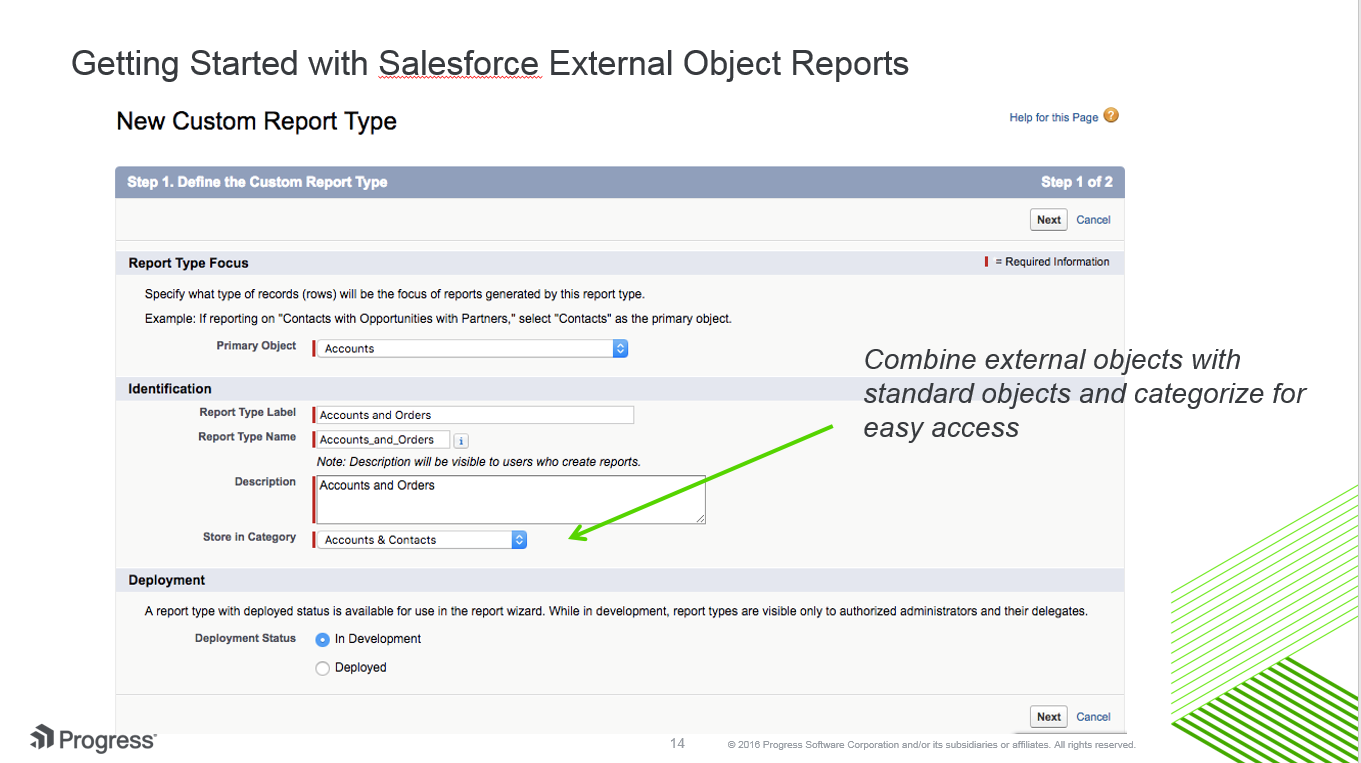 Getting Started with Salesforce External Object Reports
New Custom Report Type
Help for this Page ?
Step 1. Define the Custom Report Type Step 1 of 2
Next Cancel
Report Type Focus
= Required Information
Specify what type of records (rows) will be the focus of reports generated by this report type.
Example: If reporting on "Contacts with Opportunities with Partners," select "Contacts" as the primary object.
Primary Object Accounts
Combine external objects with
standard objects and categorize for
easy access
Identification
Report Type Label Accounts and Orders
Report Type Name Accounts_and_Orders i
Note: Description will be visible to users who create reports.
Description Accounts and Orders
Store in Category Accounts & Contacts
Deployment
A report type with deployed status is available for use in the report wizard. While in development, report types are visible only to authorized administrators and their delegates.
Deployment Status In Development
Deployed
Next Cancel
Progress
14
© 2016 Progress Software Corporation and/or its subsidiaries or affiliates. All rights reserved.